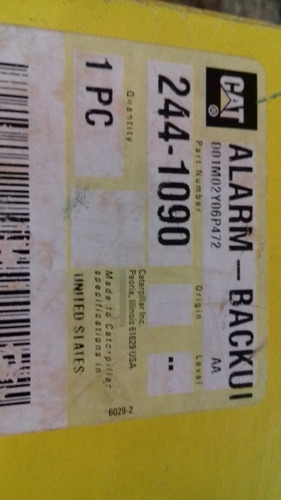 CAT
®
ALARM-BACKUI
D01M02Y06P472 AA
Part Number Origin Level
244-1090 --
Quantity
1 PC
Caterpillar Inc.
Peoria, Illinois 61629 USA
Made to Caterpillar
specifications in
UNITED STATES
6029-2